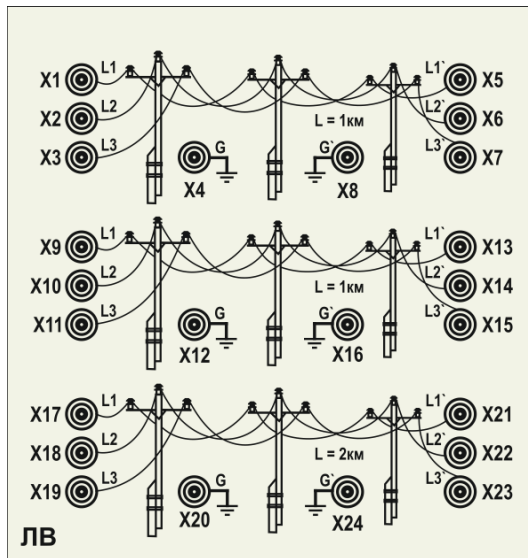 X1 L1 L1` X5
X2 L2 L2` X6
L = 1км
X3 L3 L3` X7
G G`
X4 X8
X9 L1 L1` X13
X10 L2 L2` X14
L = 1км
X11 L3 L3` X15
G G`
X12 X16
X17 L1 L1` X21
X18 L2 L2` X22
L = 2км
X19 L3 L3` X23
G G`
X20 X24
ЛВ